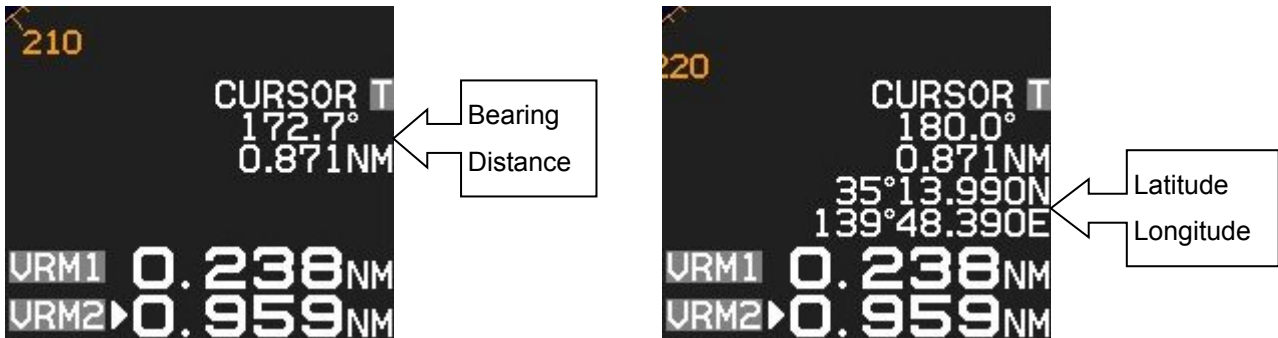 210
CURSOR T
172.7°
0.871NM
VRM1 0.238NM
VRM2 0.959NM
Bearing
Distance
220
CURSOR T
180.0°
0.871NM
35°13.990N
139°48.390E
VRM1 0.238NM
VRM2 0.959NM
Latitude
Longitude